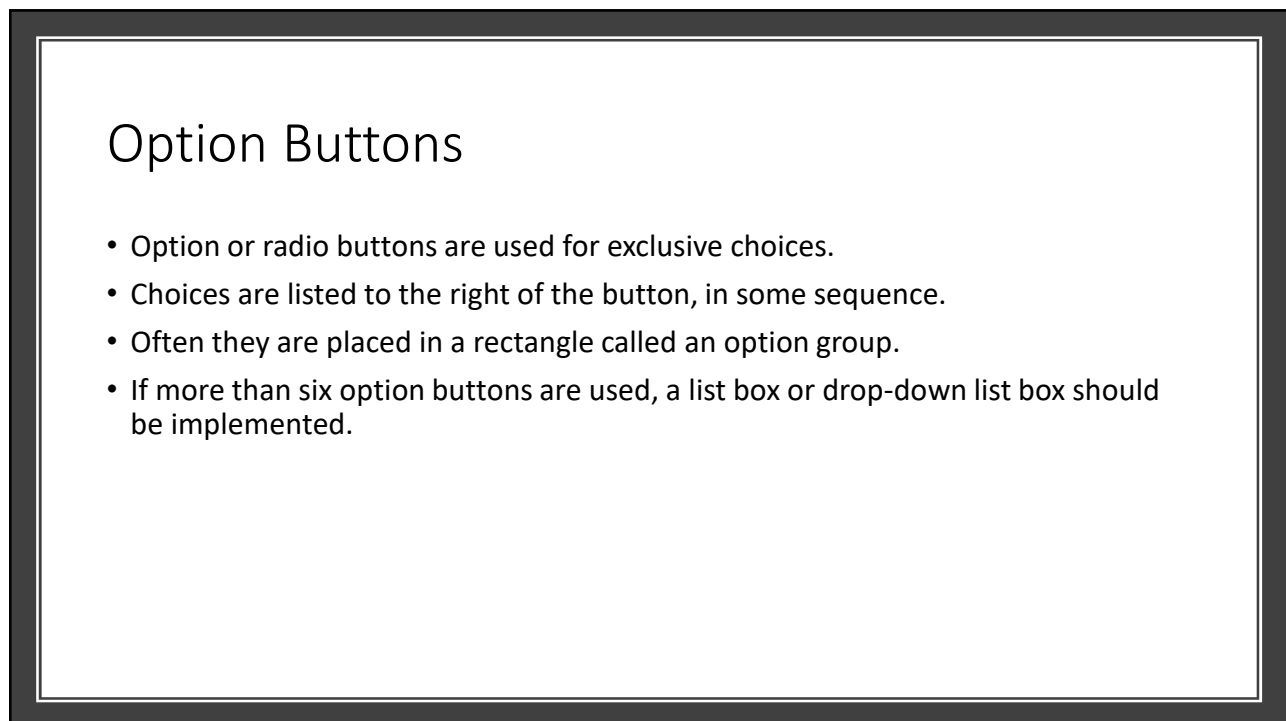 Option Buttons
• Option or radio buttons are used for exclusive choices.
• Choices are listed to the right of the button, in some sequence.
• Often they are placed in a rectangle called an option group.
• If more than six option buttons are used, a list box or drop-down list box should
be implemented.